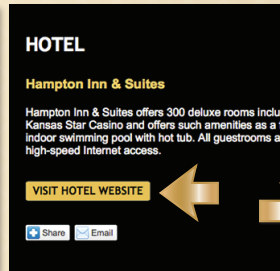 HOTEL
Hampton Inn & Suites
Hampton Inn & Suites offers 300 deluxe rooms
Kansas Star Casino and offers such amenities as a
indoor swimming pool with hot tub. All guestrooms
high-speed Internet access.
VISIT HOTEL WEBSITE
Share
Email